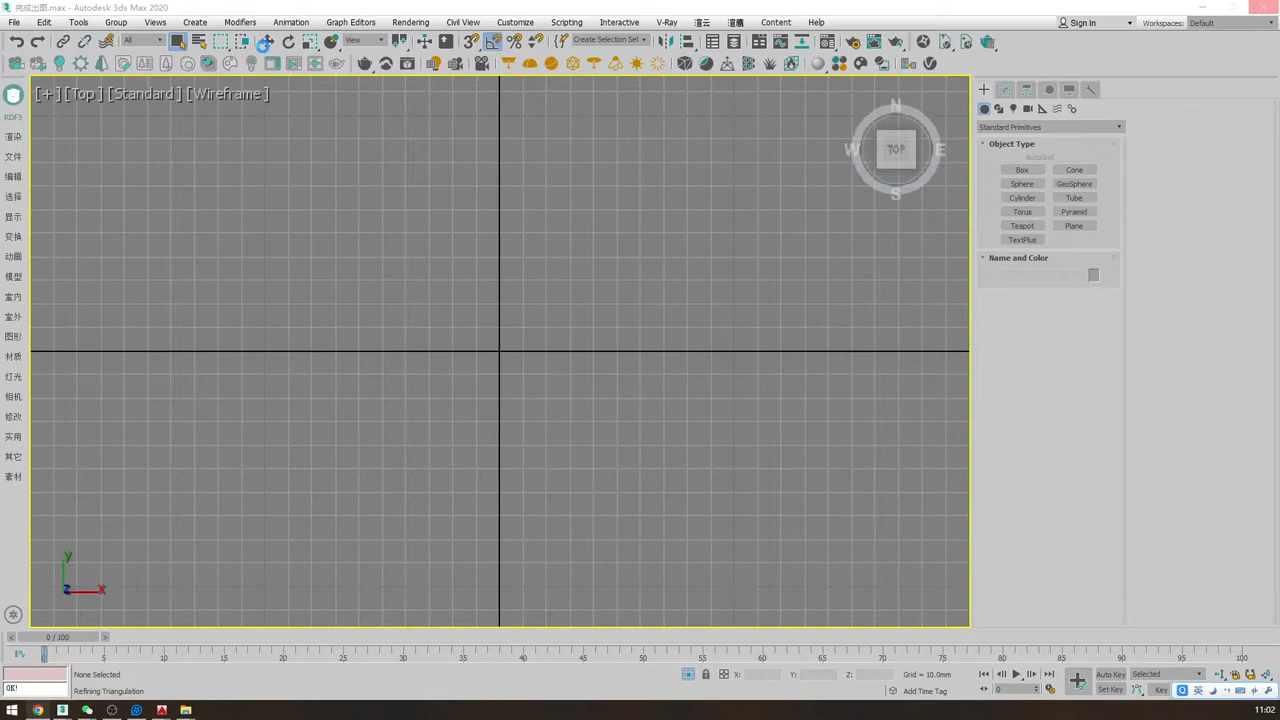 完成出图.max - Autodesk 3ds Max 2020
File Edit Tools Group Views Create Modifiers Animation Graph Editors Rendering Civil View Customize Scripting Interactive V-Ray 渲云 Content Help
Sign In Workspaces: Default
All View Create Selection Set
[+] [Top] [Standard] [Wireframe]
RDF3
渲染
文件
编辑
选择
显示
变换
动画
模型
室内
室外
图形
材质
灯光
相机
修改
实用
其它
素材
N
W TOP E
S
Standard Primitives
Object Type
AutoGrid
Box Cone
Sphere GeoSphere
Cylinder Tube
Torus Pyramid
Teapot Plane
TextPlus
Name and Color
y
z x
0 / 100
0 5 10 15 20 25 30 35 40 45 50 55 60 65 70 75 80 85 90 95 100
None Selected X: Y: Z: Grid = 10.0mm Auto Key Selected
OK! Refining Triangulation Add Time Tag 0 Set Key Key 英
11:02